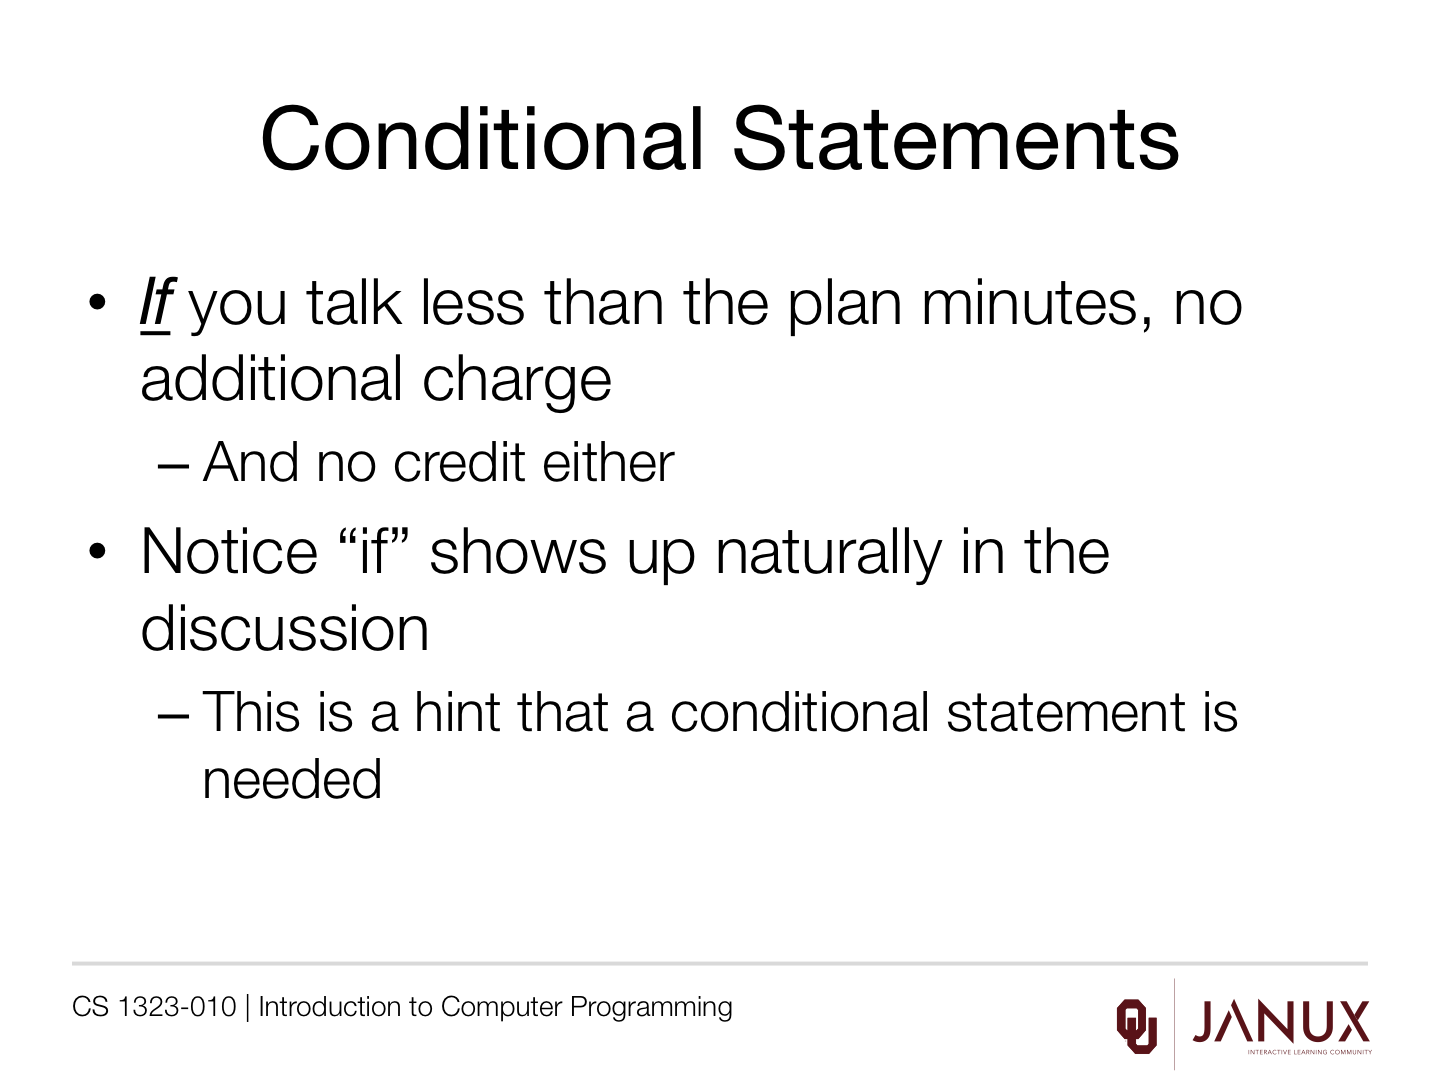 Conditional Statements
• If you talk less than the plan minutes, no
additional charge
– And no credit either
• Notice “if” shows up naturally in the
discussion
– This is a hint that a conditional statement is
needed
CS 1323-010 | Introduction to Computer Programming
OU
JANUX
INTERACTIVE LEARNING COMMUNITY